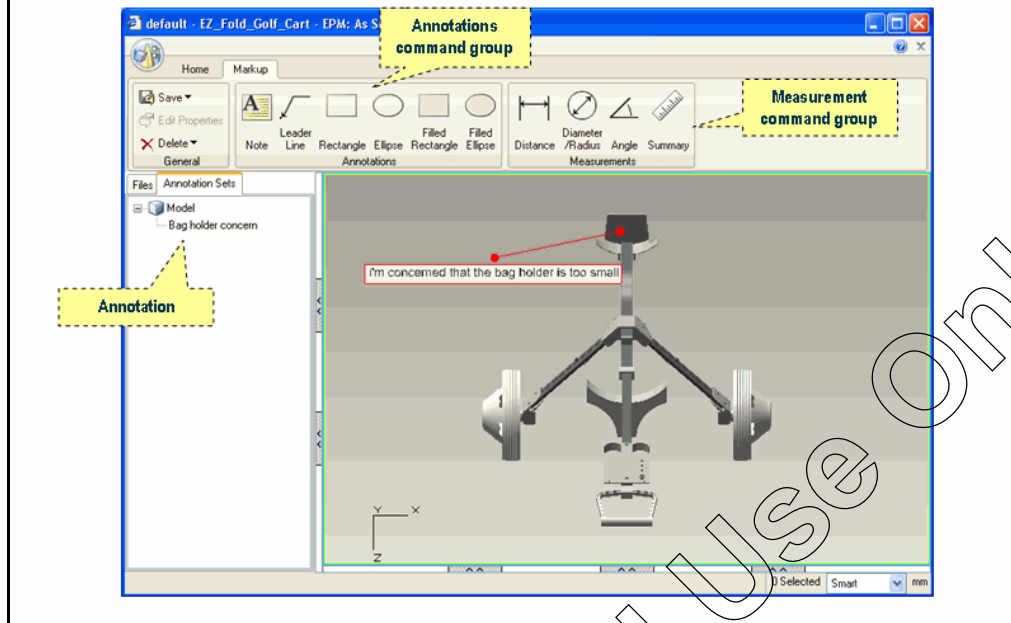 default - EZ_Fold_Golf_Cart - EPM: As S
Annotations
command group
Home Markup
Save
Edit Properties
Delete
General
Note
Leader
Line
Rectangle
Ellipse
Filled
Rectangle
Filled
Ellipse
Annotations
Distance
Diameter
/Radius
Angle
Summary
Measurements
Measurement
command group
Files Annotation Sets
Model
Bag holder concern
Annotation
i'm concerned that the bag holder is too small
Y X
Z
0 Selected Smart mm
Use Onl